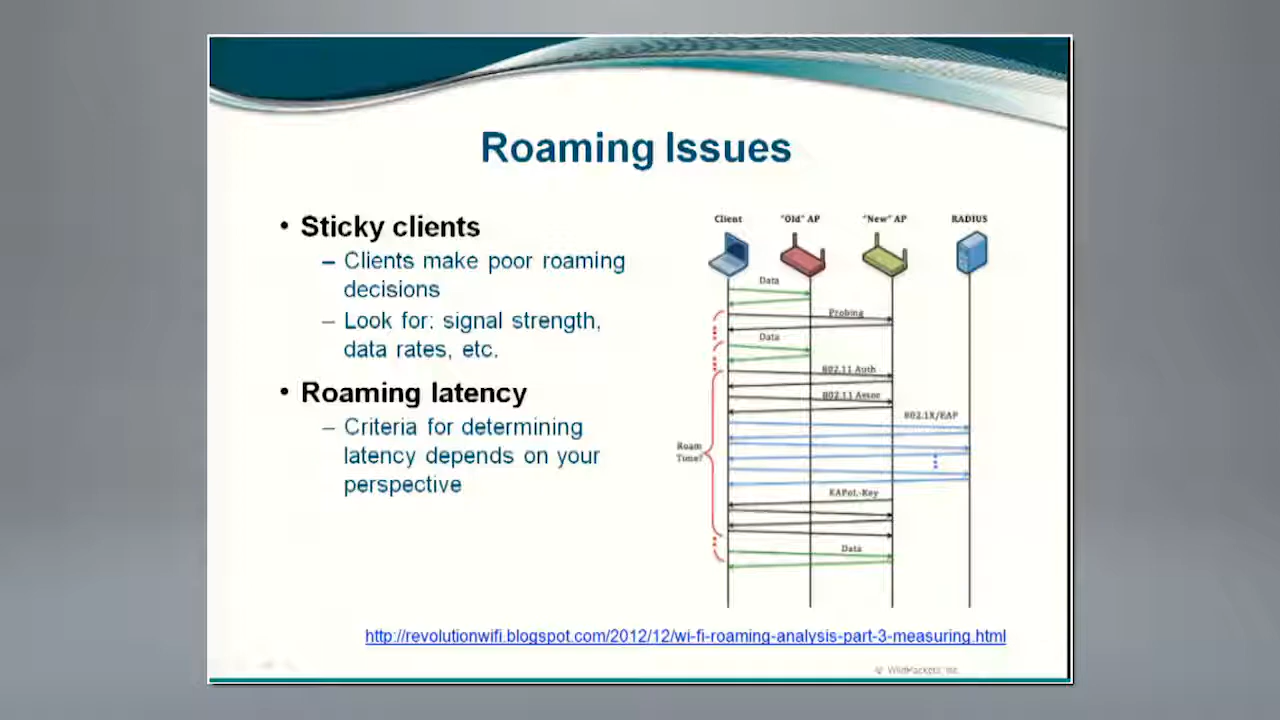 Roaming Issues
• Sticky clients
– Clients make poor roaming
decisions
– Look for: signal strength,
data rates, etc.
• Roaming latency
– Criteria for determining
latency depends on your
perspective
Client "Old" AP "New" AP RADIUS
Data
Probing
Data
802.11 Auth
802.11 Assoc
802.1X/EAP
Roam
Time?
EAPoL-Key
Data
http://revolutionwifi.blogspot.com/2012/12/wi-fi-roaming-analysis-part-3-measuring.html
© WildPackets, Inc.